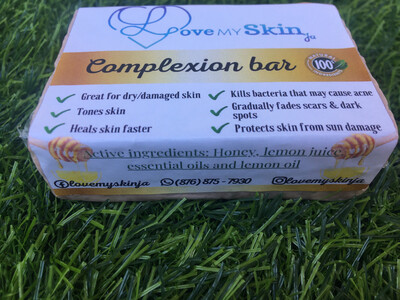 Love MY Skin
ja
Complexion bar
100%
Great for dry/damaged skin
Tones skin
Heals skin faster
Kills bacteria that may cause acne
Gradually fades scars & dark
spots
Protects skin from sun damage
Active ingredients: Honey, lemon juice,
essential oils and lemon oil
lovemyskinja
(876) 875 - 7930
@lovemyskinja